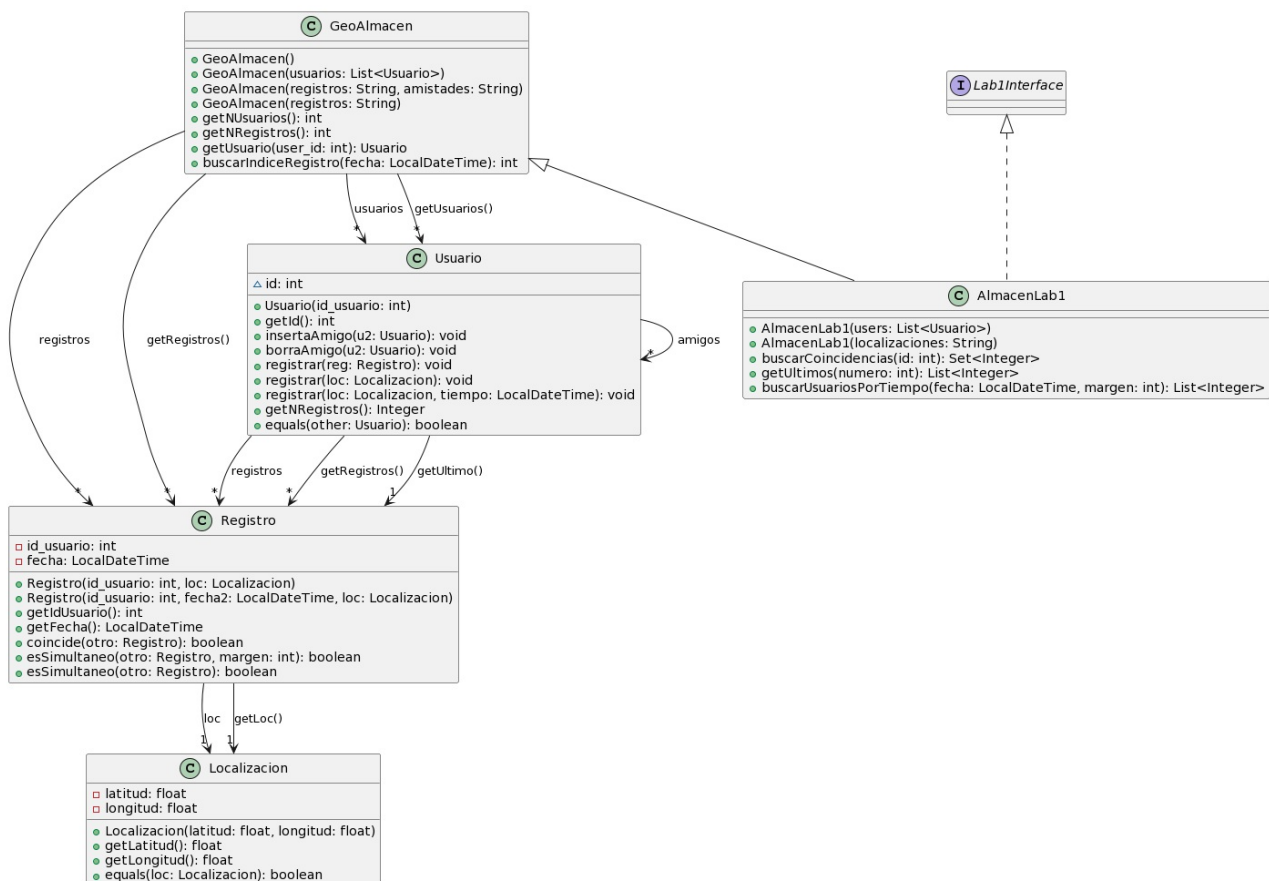 C GeoAlmacen
GeoAlmacen()
GeoAlmacen(usuarios: List<Usuario>)
GeoAlmacen(registros: String, amistades: String)
GeoAlmacen(registros: String)
getNUsuarios(): int
getNRegistros(): int
getUsuario(user_id: int): Usuario
buscarIndiceRegistro(fecha: LocalDateTime): int
I Lab1Interface
usuarios
getUsuarios()
*
*
C Usuario
id: int
Usuario(id_usuario: int)
getId(): int
insertaAmigo(u2: Usuario): void
borraAmigo(u2: Usuario): void
registrar(reg: Registro): void
registrar(loc: Localizacion): void
registrar(loc: Localizacion, tiempo: LocalDateTime): void
getNRegistros(): Integer
equals(other: Usuario): boolean
amigos
*
C AlmacenLab1
AlmacenLab1(users: List<Usuario>)
AlmacenLab1(localizaciones: String)
buscarCoincidencias(id: int): Set<Integer>
getUltimos(numero: int): List<Integer>
buscarUsuariosPorTiempo(fecha: LocalDateTime, margen: int): List<Integer>
registros
getRegistros()
registros
getRegistros()
getUltimo()
*
*
*
*
1
C Registro
id_usuario: int
fecha: LocalDateTime
Registro(id_usuario: int, loc: Localizacion)
Registro(id_usuario: int, fecha2: LocalDateTime, loc: Localizacion)
getIdUsuario(): int
getFecha(): LocalDateTime
coincide(otro: Registro): boolean
esSimultaneo(otro: Registro, margen: int): boolean
esSimultaneo(otro: Registro): boolean
loc
getLoc()
1
1
C Localizacion
latitud: float
longitud: float
Localizacion(latitud: float, longitud: float)
getLatitud(): float
getLongitud(): float
equals(loc: Localizacion): boolean